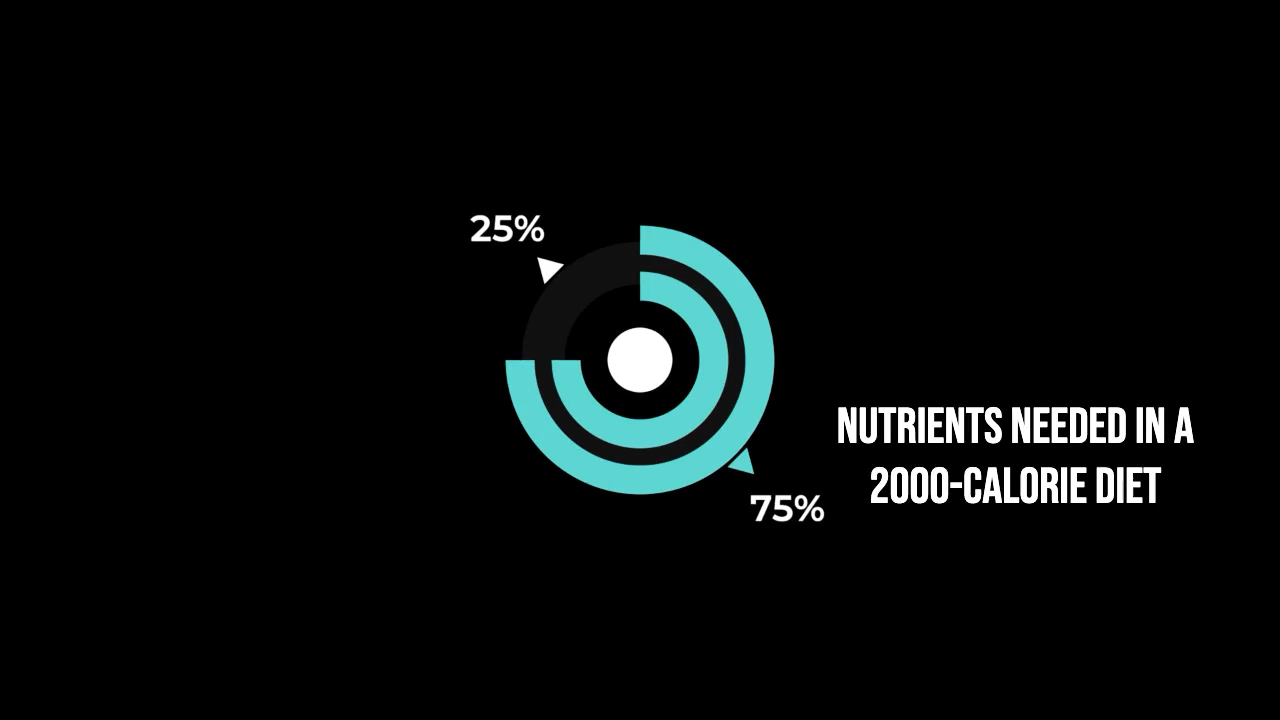 25%
NUTRIENTS NEEDED IN A
2000-CALORIE DIET
75%